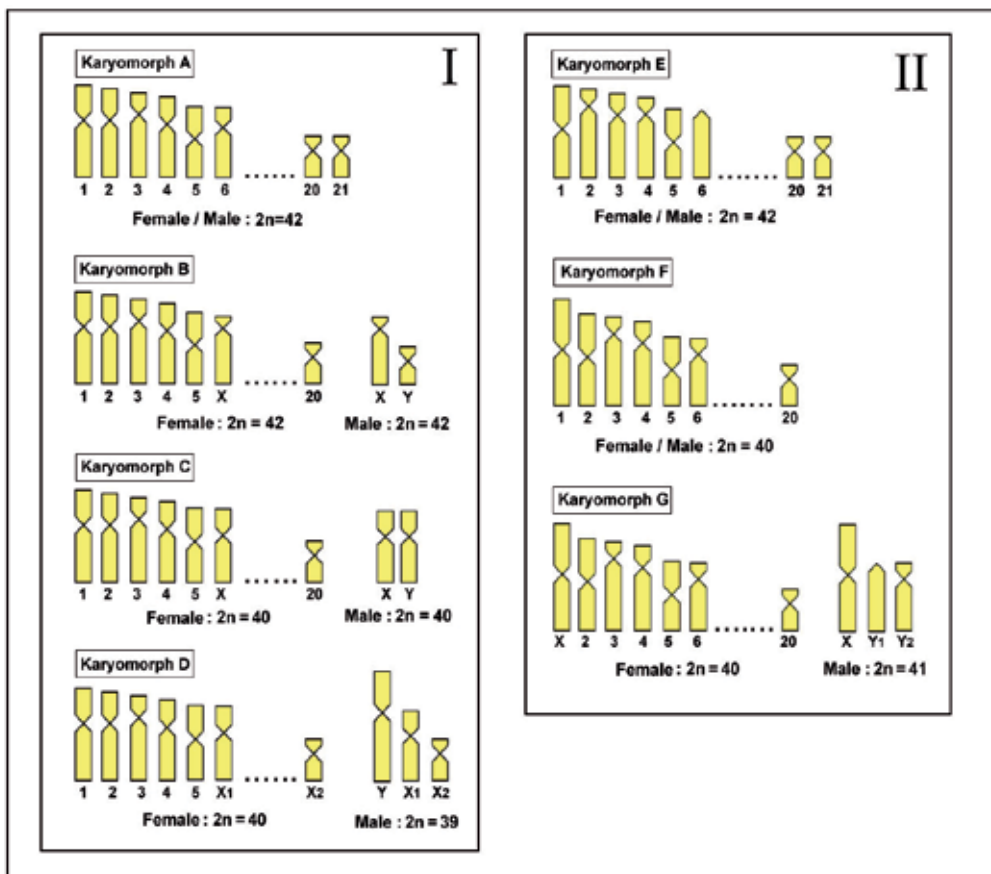 I
Karyomorph A
1 2 3 4 5 6 ...... 20 21
Female / Male : 2n=42
Karyomorph B
1 2 3 4 5 X ...... 20 X Y
Female : 2n = 42 Male : 2n = 42
Karyomorph C
1 2 3 4 5 X ...... 20 X Y
Female : 2n = 40 Male : 2n = 40
Karyomorph D
1 2 3 4 5 X1 ...... X2 Y X1 X2
Female : 2n = 40 Male : 2n = 39
II
Karyomorph E
1 2 3 4 5 6 ....... 20 21
Female / Male : 2n = 42
Karyomorph F
1 2 3 4 5 6 ....... 20
Female / Male : 2n = 40
Karyomorph G
X 2 3 4 5 6 ....... 20 X Y1 Y2
Female : 2n = 40 Male : 2n = 41